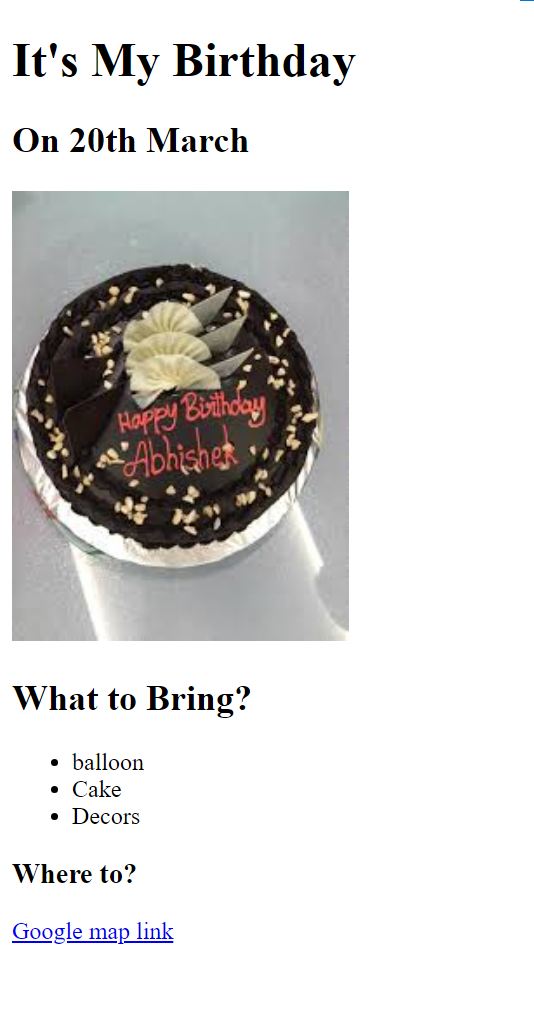 It's My Birthday
On 20th March
Happy Birthday
Abhishek
What to Bring?
balloon
Cake
Decors
Where to?
Google map link